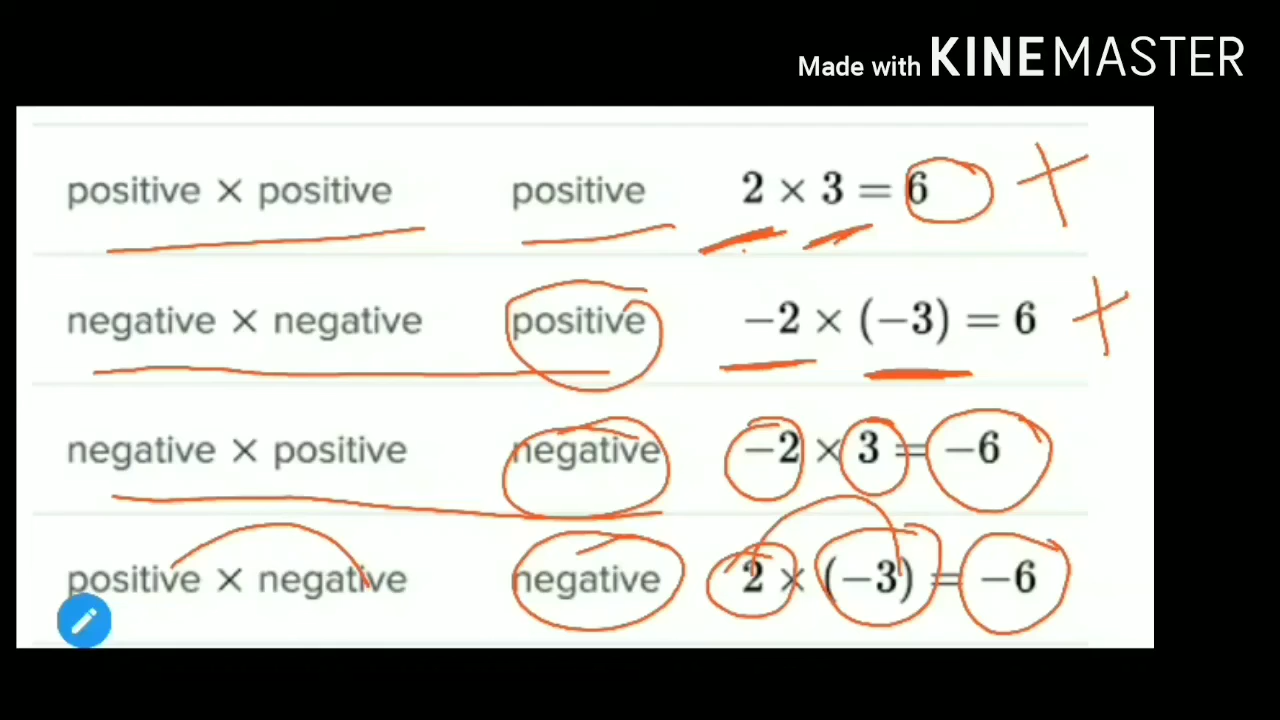 Made with KINEMASTER
positive × positive positive 2 × 3 = 6 +
negative × negative positive −2 × (−3) = 6 +
negative × positive negative −2 × 3 = −6
positive × negative negative 2 × (−3) = −6